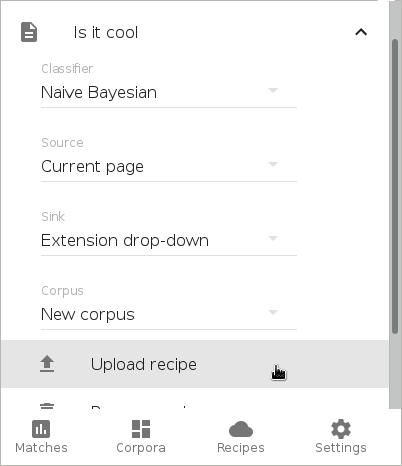 Is it cool
Classifier
Naive Bayesian
Source
Current page
Sink
Extension drop-down
Corpus
New corpus
Upload recipe
Matches
Corpora
Recipes
Settings